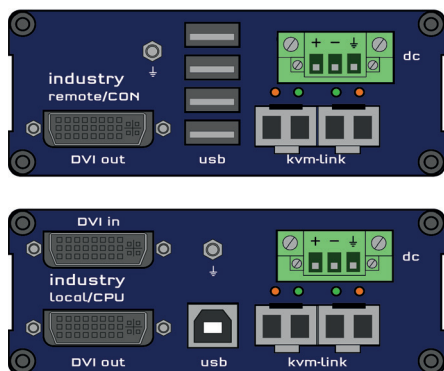 + − ⏚
dc
industry
remote/CON
DVI out
usb
kvm-link
DVI in
+ − ⏚
dc
industry
local/CPU
DVI out
usb
kvm-link